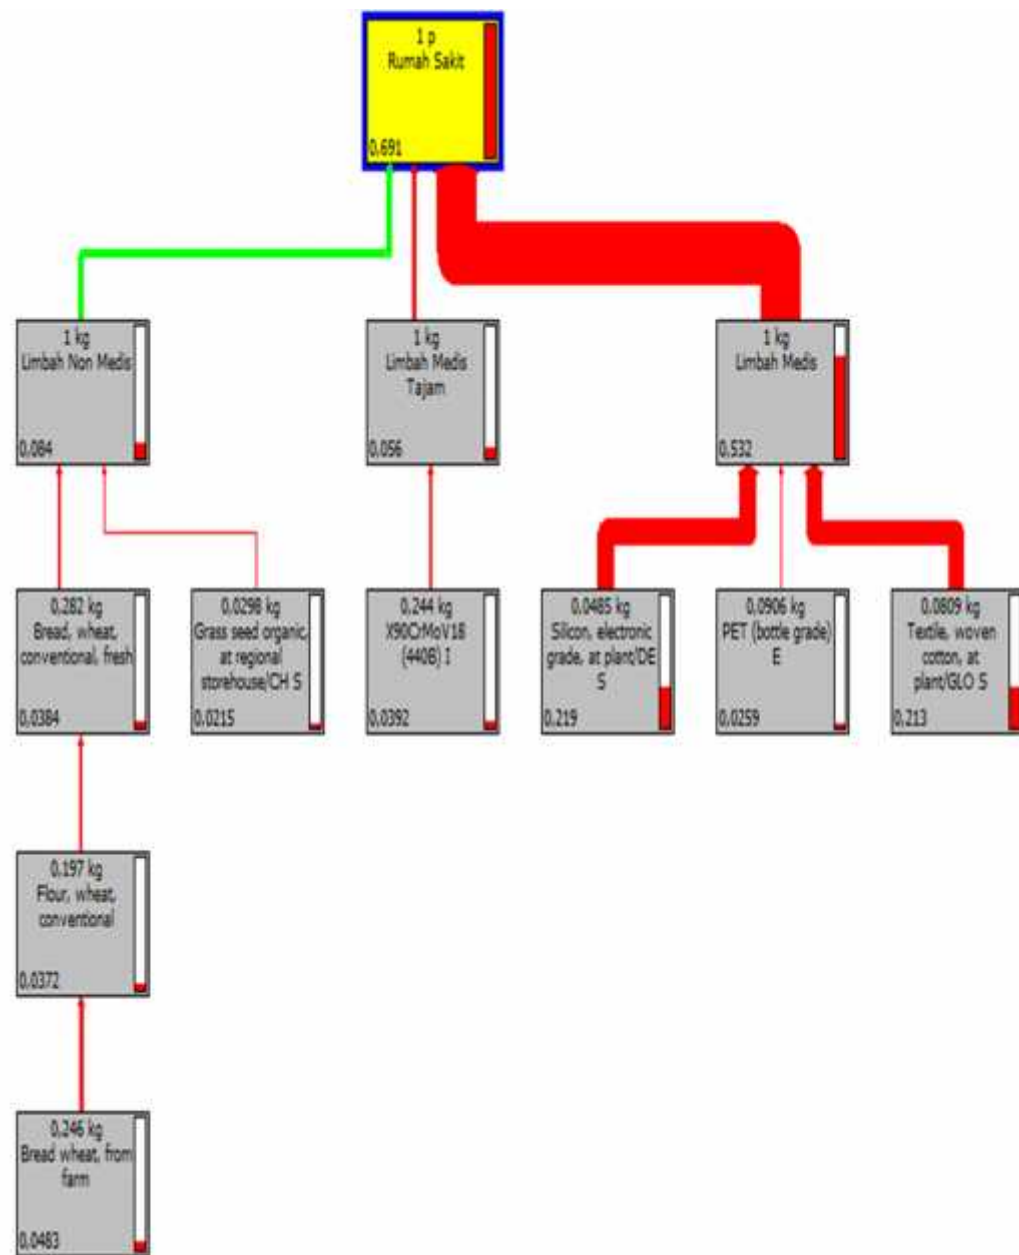 1 p
Rumah Sakit
0,691
1 kg
Limbah Non Medis
0,084
1 kg
Limbah Medis
Tajam
0,056
1 kg
Limbah Medis
0,532
0,282 kg
Bread, wheat,
conventional, fresh
0,0384
0,0298 kg
Grass seed organic,
at regional
storehouse/CH S
0,0215
0,244 kg
X90CrMoV18
(440B) I
0,0392
0,0485 kg
Silicon, electronic
grade, at plant/DE
S
0,219
0,0906 kg
PET (bottle grade)
E
0,0259
0,0809 kg
Textile, woven
cotton, at
plant/GLO S
0,213
0,197 kg
Flour, wheat,
conventional
0,0372
0,246 kg
Bread wheat, from
farm
0,0483